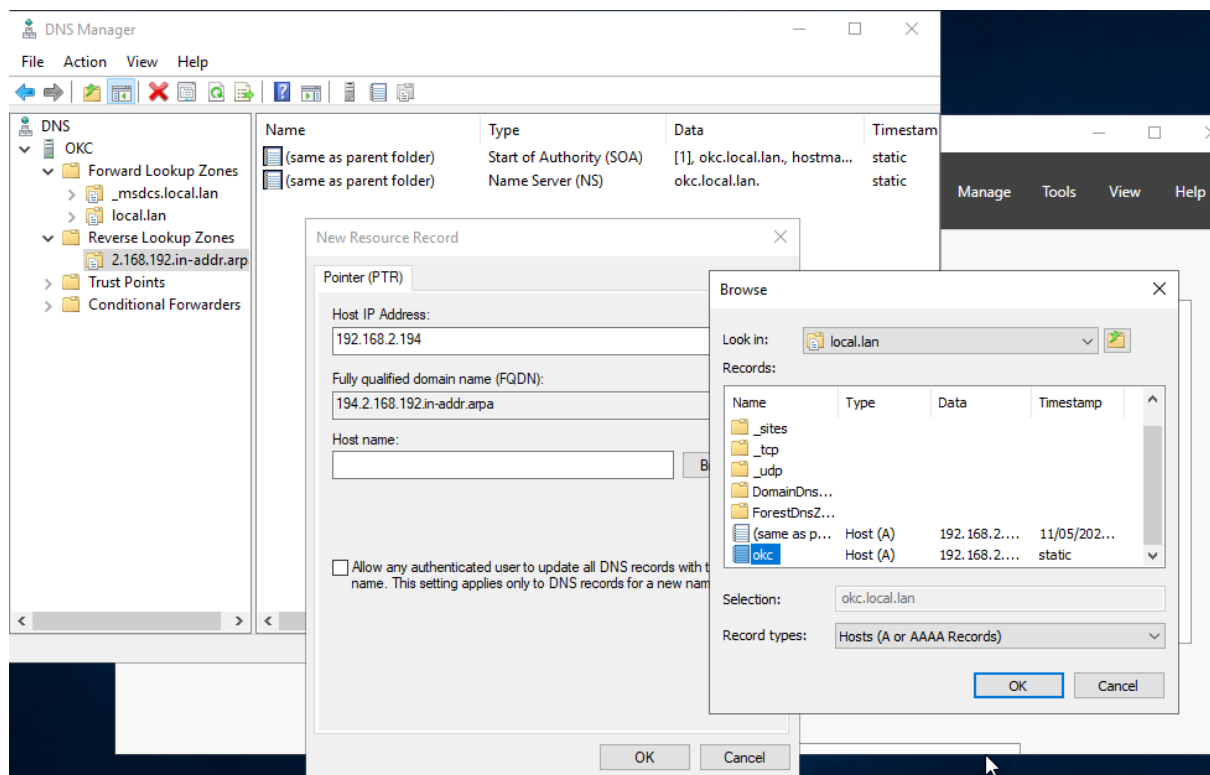 DNS Manager
File Action View Help
DNS
OKC
Forward Lookup Zones
_msdcs.local.lan
local.lan
Reverse Lookup Zones
2.168.192.in-addr.arp
Trust Points
Conditional Forwarders
Name Type Data Timestam
(same as parent folder) Start of Authority (SOA) [1], okc.local.lan., hostma... static
(same as parent folder) Name Server (NS) okc.local.lan. static
Manage Tools View Help
New Resource Record
Pointer (PTR)
Host IP Address:
192.168.2.194
Fully qualified domain name (FQDN):
194.2.168.192.in-addr.arpa
Host name:
Allow any authenticated user to update all DNS records with
name. This setting applies only to DNS records for a new
OK Cancel
Browse
Look in: local.lan
Records:
Name Type Data Timestamp
_sites
_tcp
_udp
DomainDns...
ForestDnsZ...
(same as p... Host (A) 192.168.2.... 11/05/202...
okc Host (A) 192.168.2.... static
Selection: okc.local.lan
Record types: Hosts (A or AAAA Records)
OK Cancel